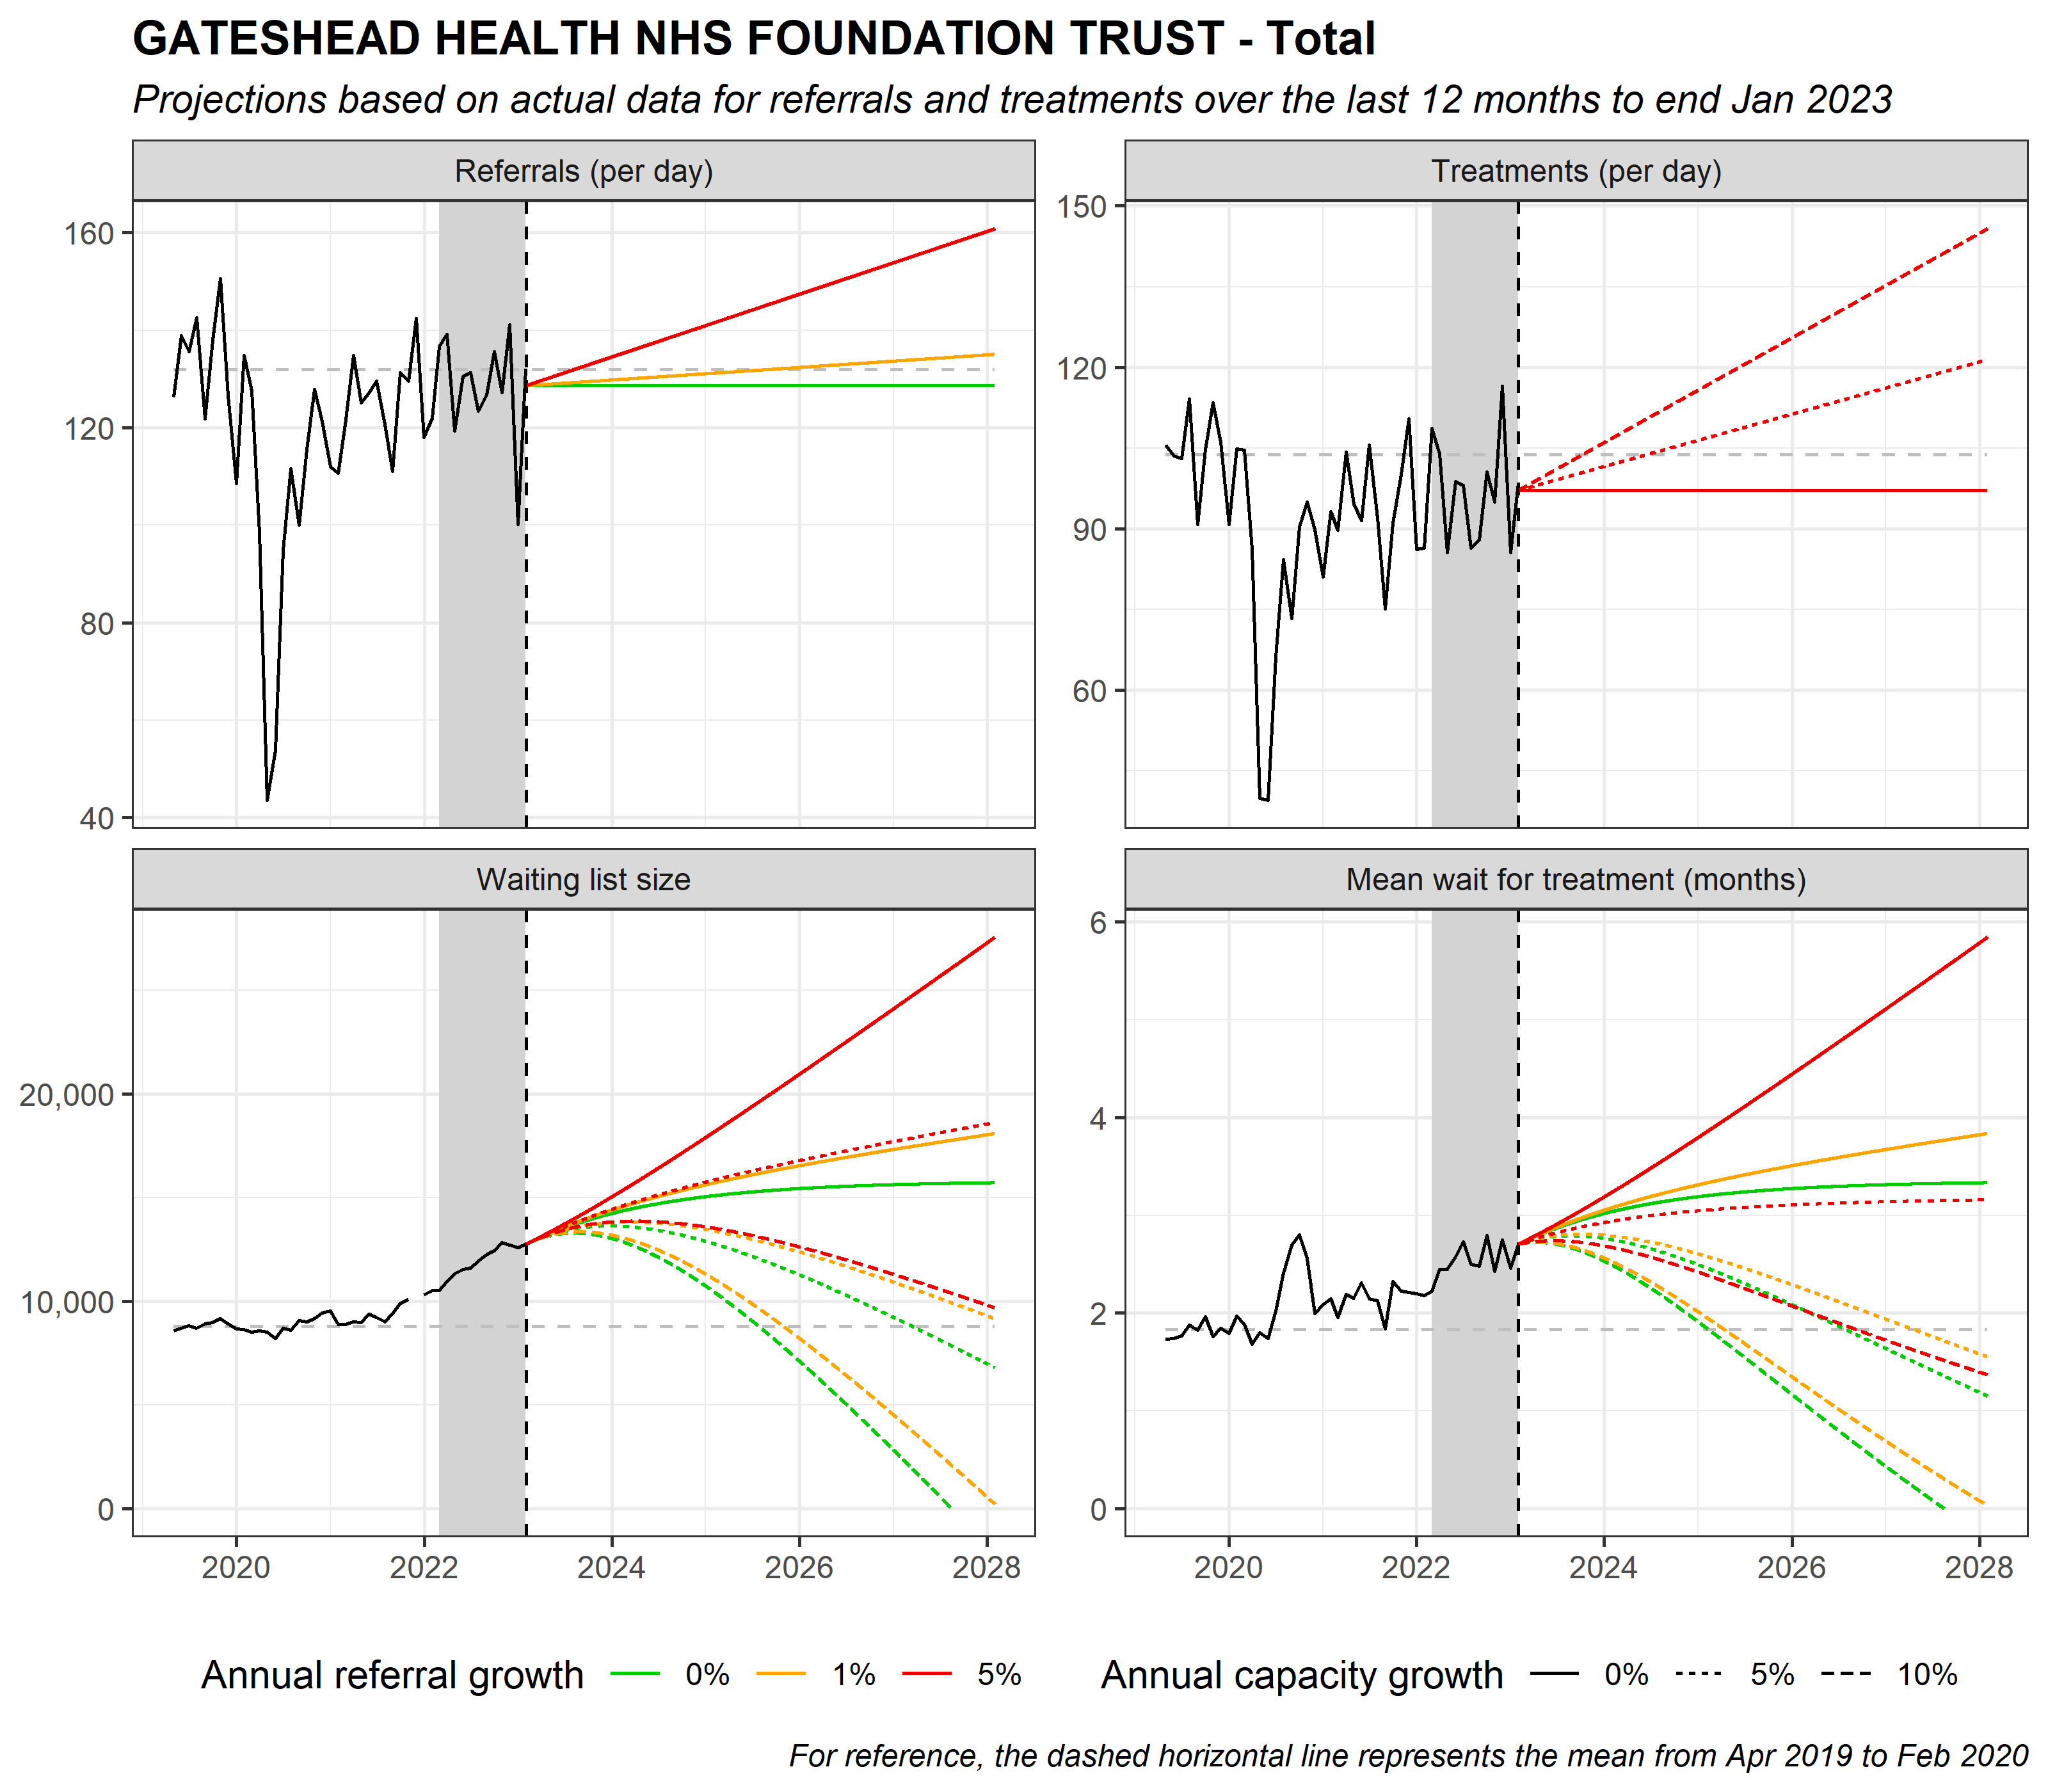 GATESHEAD HEALTH NHS FOUNDATION TRUST - Total
Projections based on actual data for referrals and treatments over the last 12 months to end Jan 2023
Referrals (per day)
160
120
80
40
Treatments (per day)
150
120
90
60
Waiting list size
20,000
10,000
0
2020 2022 2024 2026 2028
Mean wait for treatment (months)
6
4
2
0
2020 2022 2024 2026 2028
Annual referral growth 0% 1% 5%
Annual capacity growth 0% 5% 10%
For reference, the dashed horizontal line represents the mean from Apr 2019 to Feb 2020